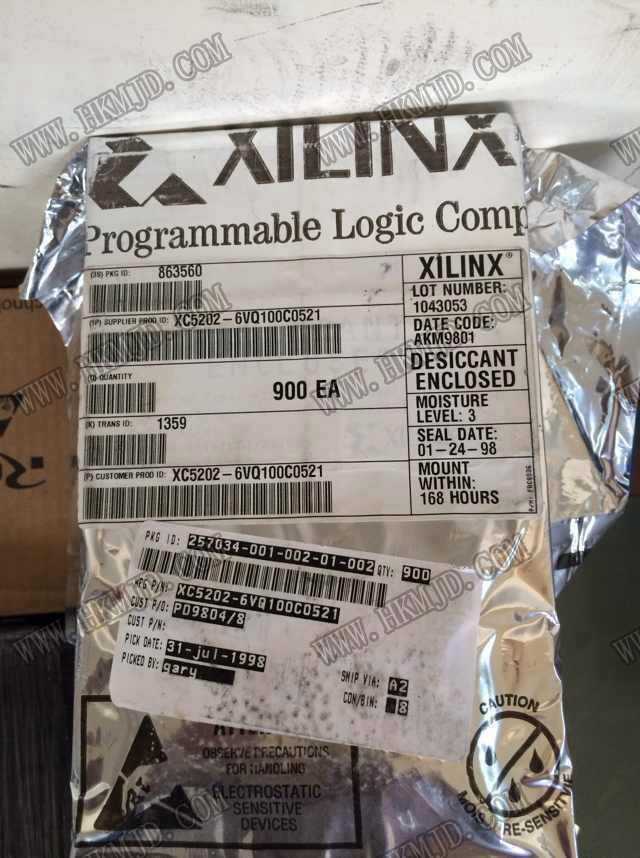 XILINX
Programmable Logic Comp
(3S) PKG ID: 863560
(1P) SUPPLIER PROD ID: XC5202-6VQ100C0521
(Q) QUANTITY
900 EA
(K) TRANS ID: 1359
(P) CUSTOMER PROD ID: XC5202-6VQ100C0521
XILINX®
LOT NUMBER:
1043053
DATE CODE:
AKM9801
DESICCANT
ENCLOSED
MOISTURE
LEVEL: 3
SEAL DATE:
01-24-98
MOUNT
WITHIN:
168 HOURS
PKG ID: 257034-001-002-01-002 QTY: 900
MFG P/N: XC5202-6VQ100C0521
CUST P/O: PD9804/8
CUST P/N:
PICK DATE: 31-jul-1998
PICKED BY: gary
SHIP VIA: A2
CON/BIN: 8
OBSERVE PRECAUTIONS
FOR HANDLING
ELECTROSTATIC
SENSITIVE
DEVICES
CAUTION
MOISTURE-SENSITIVE
WWW.HKMJD.COM